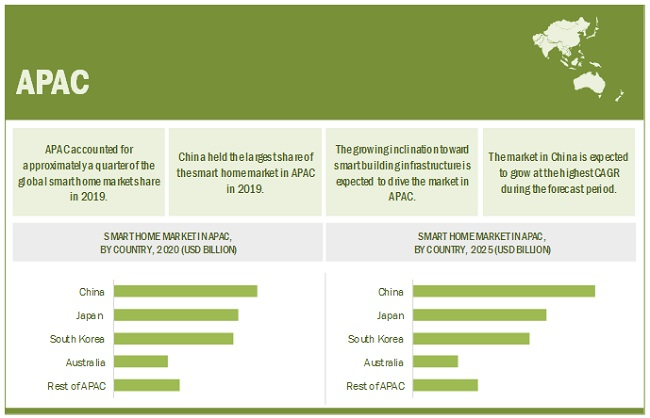 APAC
APAC accounted for
approximately a quarter of the
global smart home market share
in 2019.
China held the largest share of
the smart home market in APAC
in 2019.
The growing inclination toward
smart building infrastructure is
expected to drive the market in
APAC.
The market in China is expected
to grow at the highest CAGR
during the forecast period.
SMART HOME MARKET IN APAC,
BY COUNTRY, 2020 (USD BILLION)
China
Japan
South Korea
Australia
Rest of APAC
SMART HOME MARKET IN APAC,
BY COUNTRY, 2025 (USD BILLION)
China
Japan
South Korea
Australia
Rest of APAC